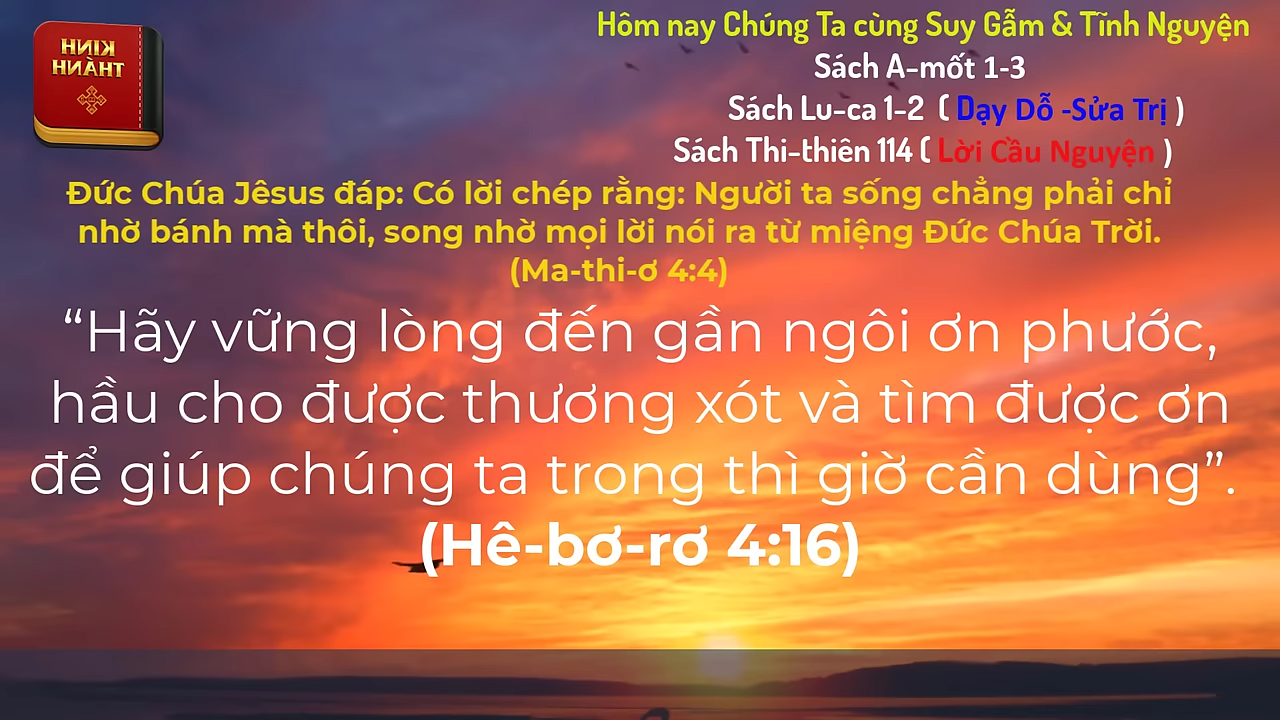 KINH
THÀNH
Hôm nay Chúng Ta cùng Suy Gẫm & Tĩnh Nguyện
Sách A-mốt 1-3
Sách Lu-ca 1-2 ( Dạy Dỗ -Sửa Trị )
Sách Thi-thiên 114 ( Lời Cầu Nguyện )
Đức Chúa Jêsus đáp: Có lời chép rằng: Người ta sống chẳng phải chỉ
nhờ bánh mà thôi, song nhờ mọi lời nói ra từ miệng Đức Chúa Trời.
(Ma-thi-ơ 4:4)
“Hãy vững lòng đến gần ngôi ơn phước,
hầu cho được thương xót và tìm được ơn
để giúp chúng ta trong thì giờ cần dùng”.
(Hê-bơ-rơ 4:16)